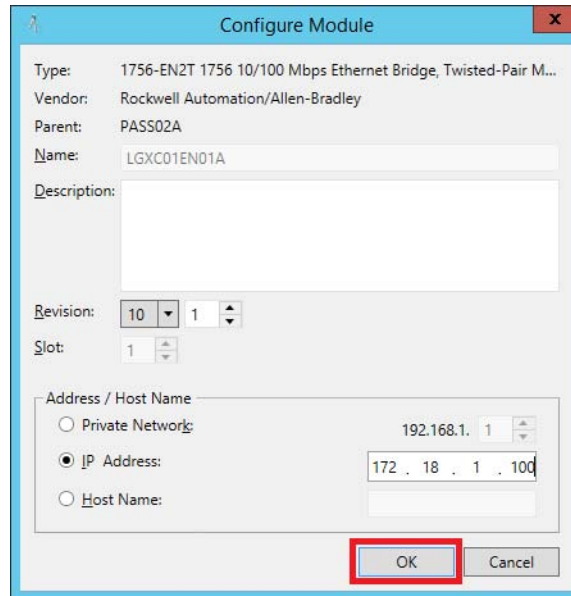 Configure Module
x
Type: 1756-EN2T 1756 10/100 Mbps Ethernet Bridge, Twisted-Pair M...
Vendor: Rockwell Automation/Allen-Bradley
Parent: PASS02A
Name: LGXC01EN01A
Description:
Revision: 10 1
Slot: 1
Address / Host Name
Private Network: 192.168.1. 1
IP Address: 172 . 18 . 1 . 100
Host Name:
OK Cancel